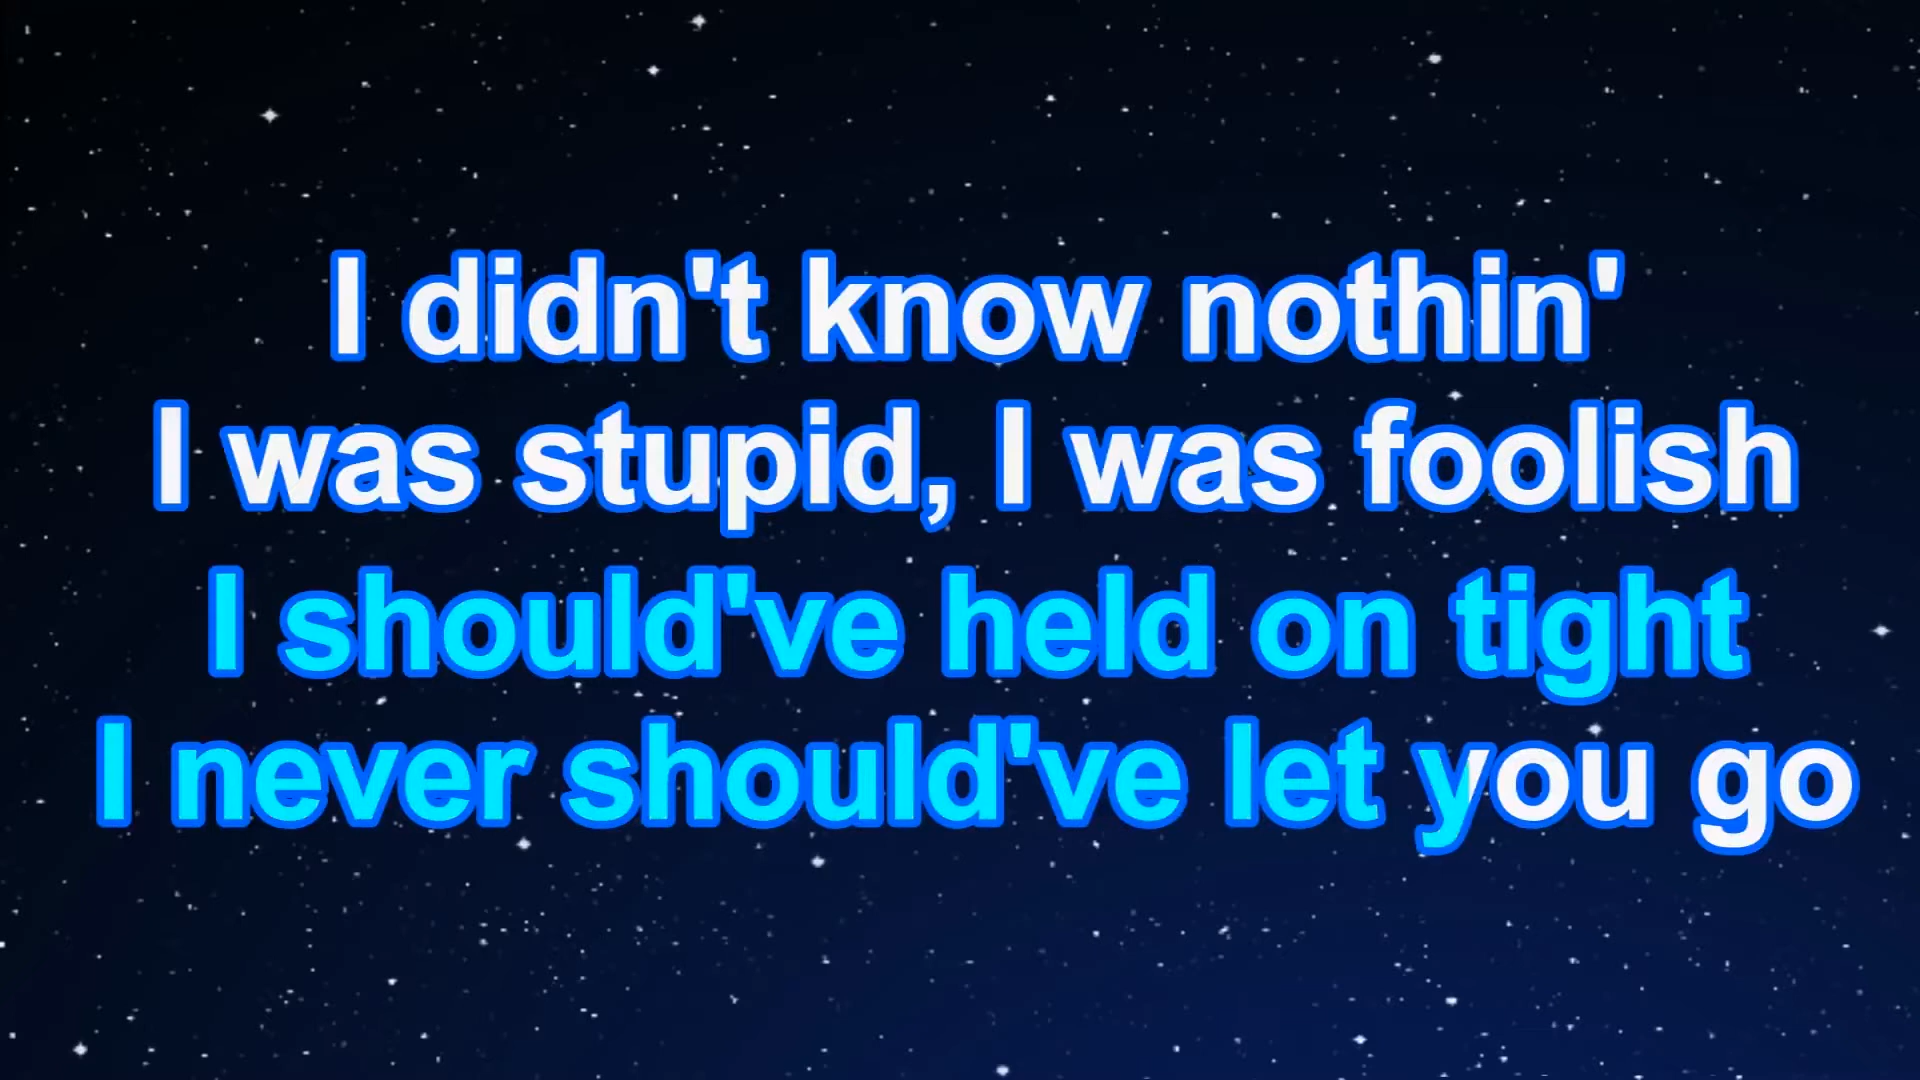 I didn't know nothin'
I was stupid, I was foolish
I should've held on tight
I never should've let you go